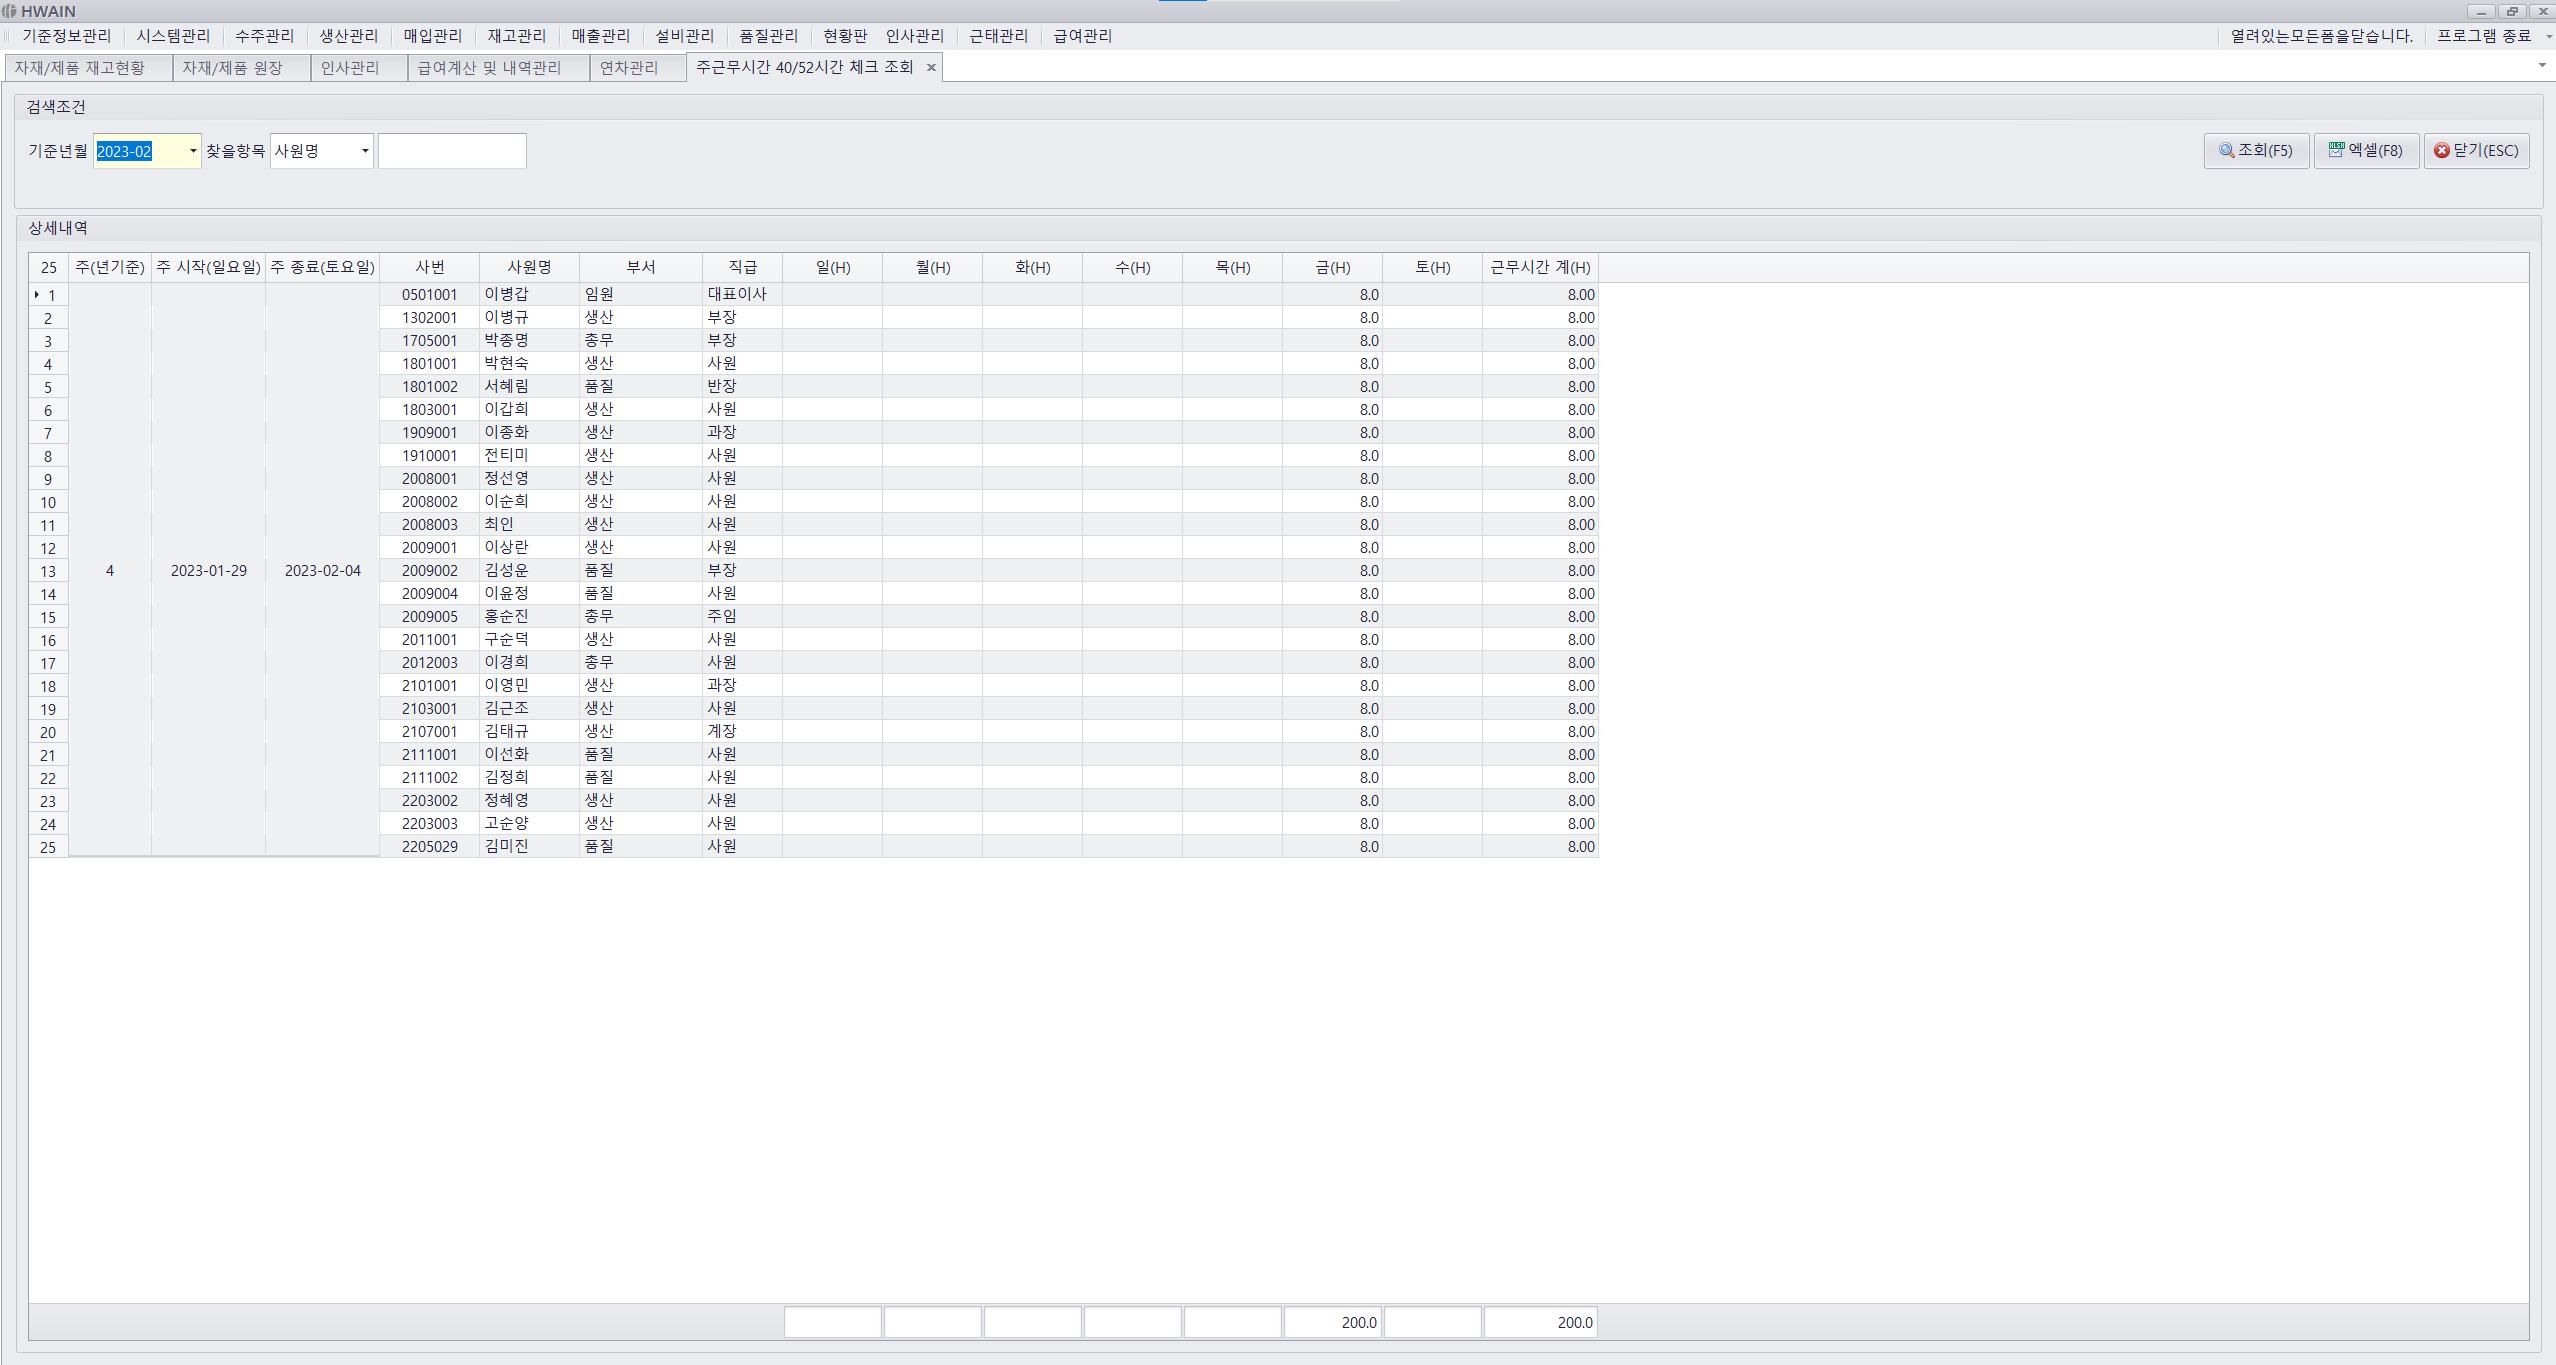 HWAIN
기준정보관리 시스템관리 수주관리 생산관리 매입관리 재고관리 매출관리 설비관리 품질관리 현황판 인사관리 근태관리 급여관리 열려있는모든폼을닫습니다. 프로그램 종료
자재/제품 재고현황 자재/제품 원장 인사관리 급여계산 및 내역관리 연차관리 주근무시간 40/52시간 체크 조회
검색조건
기준년월 2023-02 찾을항목 사원명 조회(F5) 엑셀(F8) 닫기(ESC)
상세내역
25 주(년기준) 주 시작(일요일) 주 종료(토요일) 사번 사원명 부서 직급 일(H) 월(H) 화(H) 수(H) 목(H) 금(H) 토(H) 근무시간 계(H)
1 0501001 이병갑 임원 대표이사 8.0 8.00
2 1302001 이병규 생산 부장 8.0 8.00
3 1705001 박종명 총무 부장 8.0 8.00
4 1801001 박현숙 생산 사원 8.0 8.00
5 1801002 서혜림 품질 반장 8.0 8.00
6 1803001 이갑희 생산 사원 8.0 8.00
7 1909001 이종화 생산 과장 8.0 8.00
8 1910001 전티미 생산 사원 8.0 8.00
9 2008001 정선영 생산 사원 8.0 8.00
10 2008002 이순희 생산 사원 8.0 8.00
11 2008003 최인 생산 사원 8.0 8.00
12 2009001 이상란 생산 사원 8.0 8.00
13 4 2023-01-29 2023-02-04 2009002 김성운 품질 부장 8.0 8.00
14 2009004 이윤정 품질 사원 8.0 8.00
15 2009005 홍순진 총무 주임 8.0 8.00
16 2011001 구순덕 생산 사원 8.0 8.00
17 2012003 이경희 총무 사원 8.0 8.00
18 2101001 이영민 생산 과장 8.0 8.00
19 2103001 김근조 생산 사원 8.0 8.00
20 2107001 김태규 생산 계장 8.0 8.00
21 2111001 이선화 품질 사원 8.0 8.00
22 2111002 김정희 품질 사원 8.0 8.00
23 2203002 정혜영 생산 사원 8.0 8.00
24 2203003 고순양 생산 사원 8.0 8.00
25 2205029 김미진 품질 사원 8.0 8.00
200.0 200.0